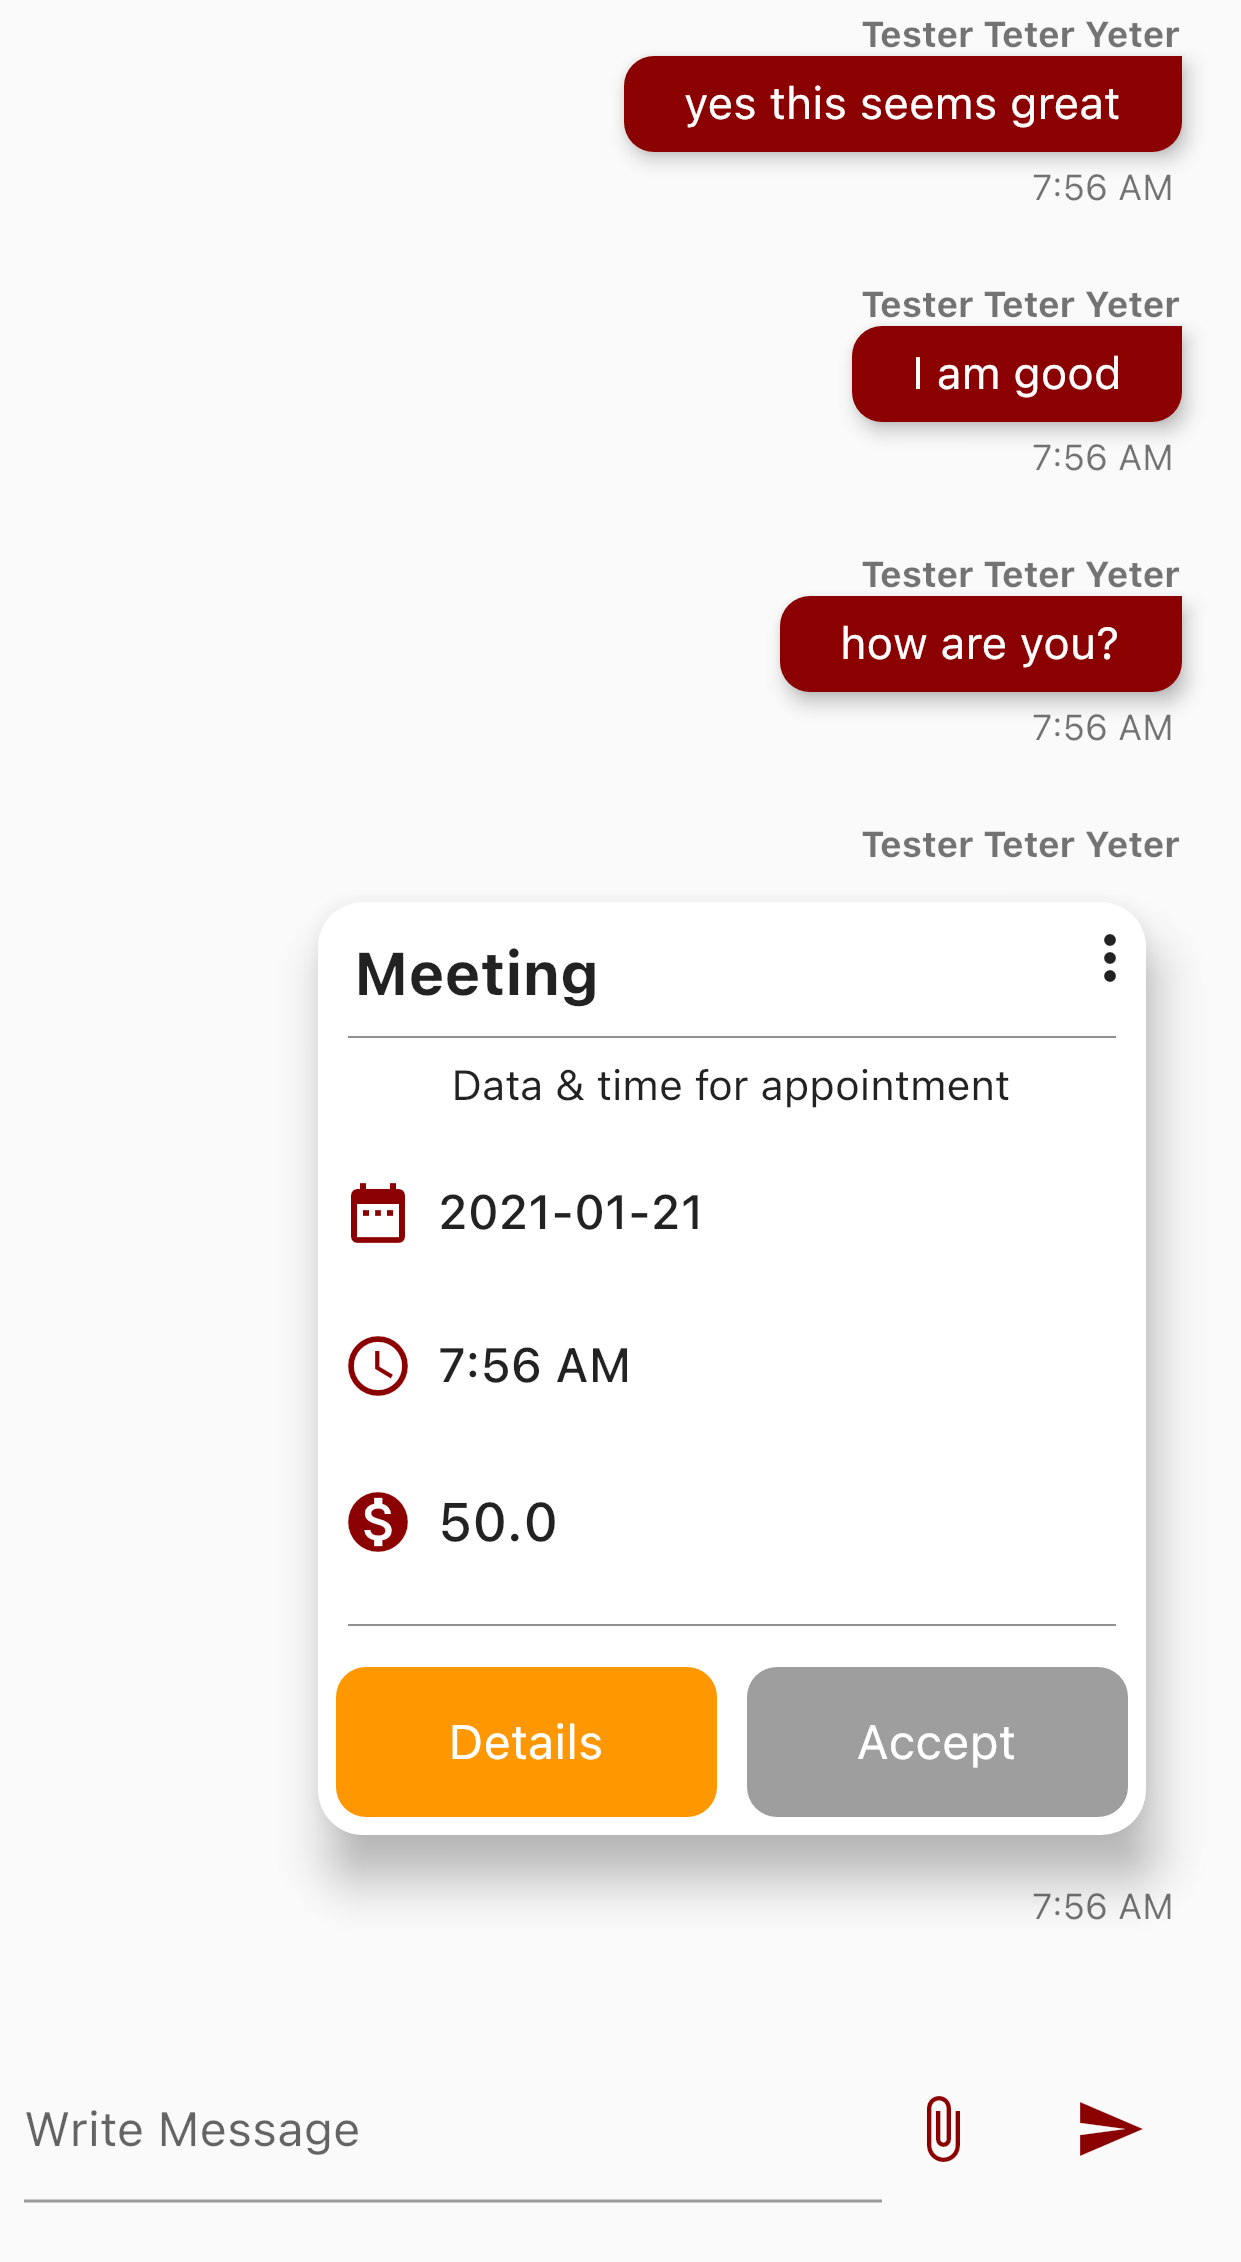 Tester Teter Yeter
yes this seems great
7:56 AM
Tester Teter Yeter
I am good
7:56 AM
Tester Teter Yeter
how are you?
7:56 AM
Tester Teter Yeter
Meeting
Data & time for appointment
2021-01-21
7:56 AM
$ 50.0
Details Accept
7:56 AM
Write Message